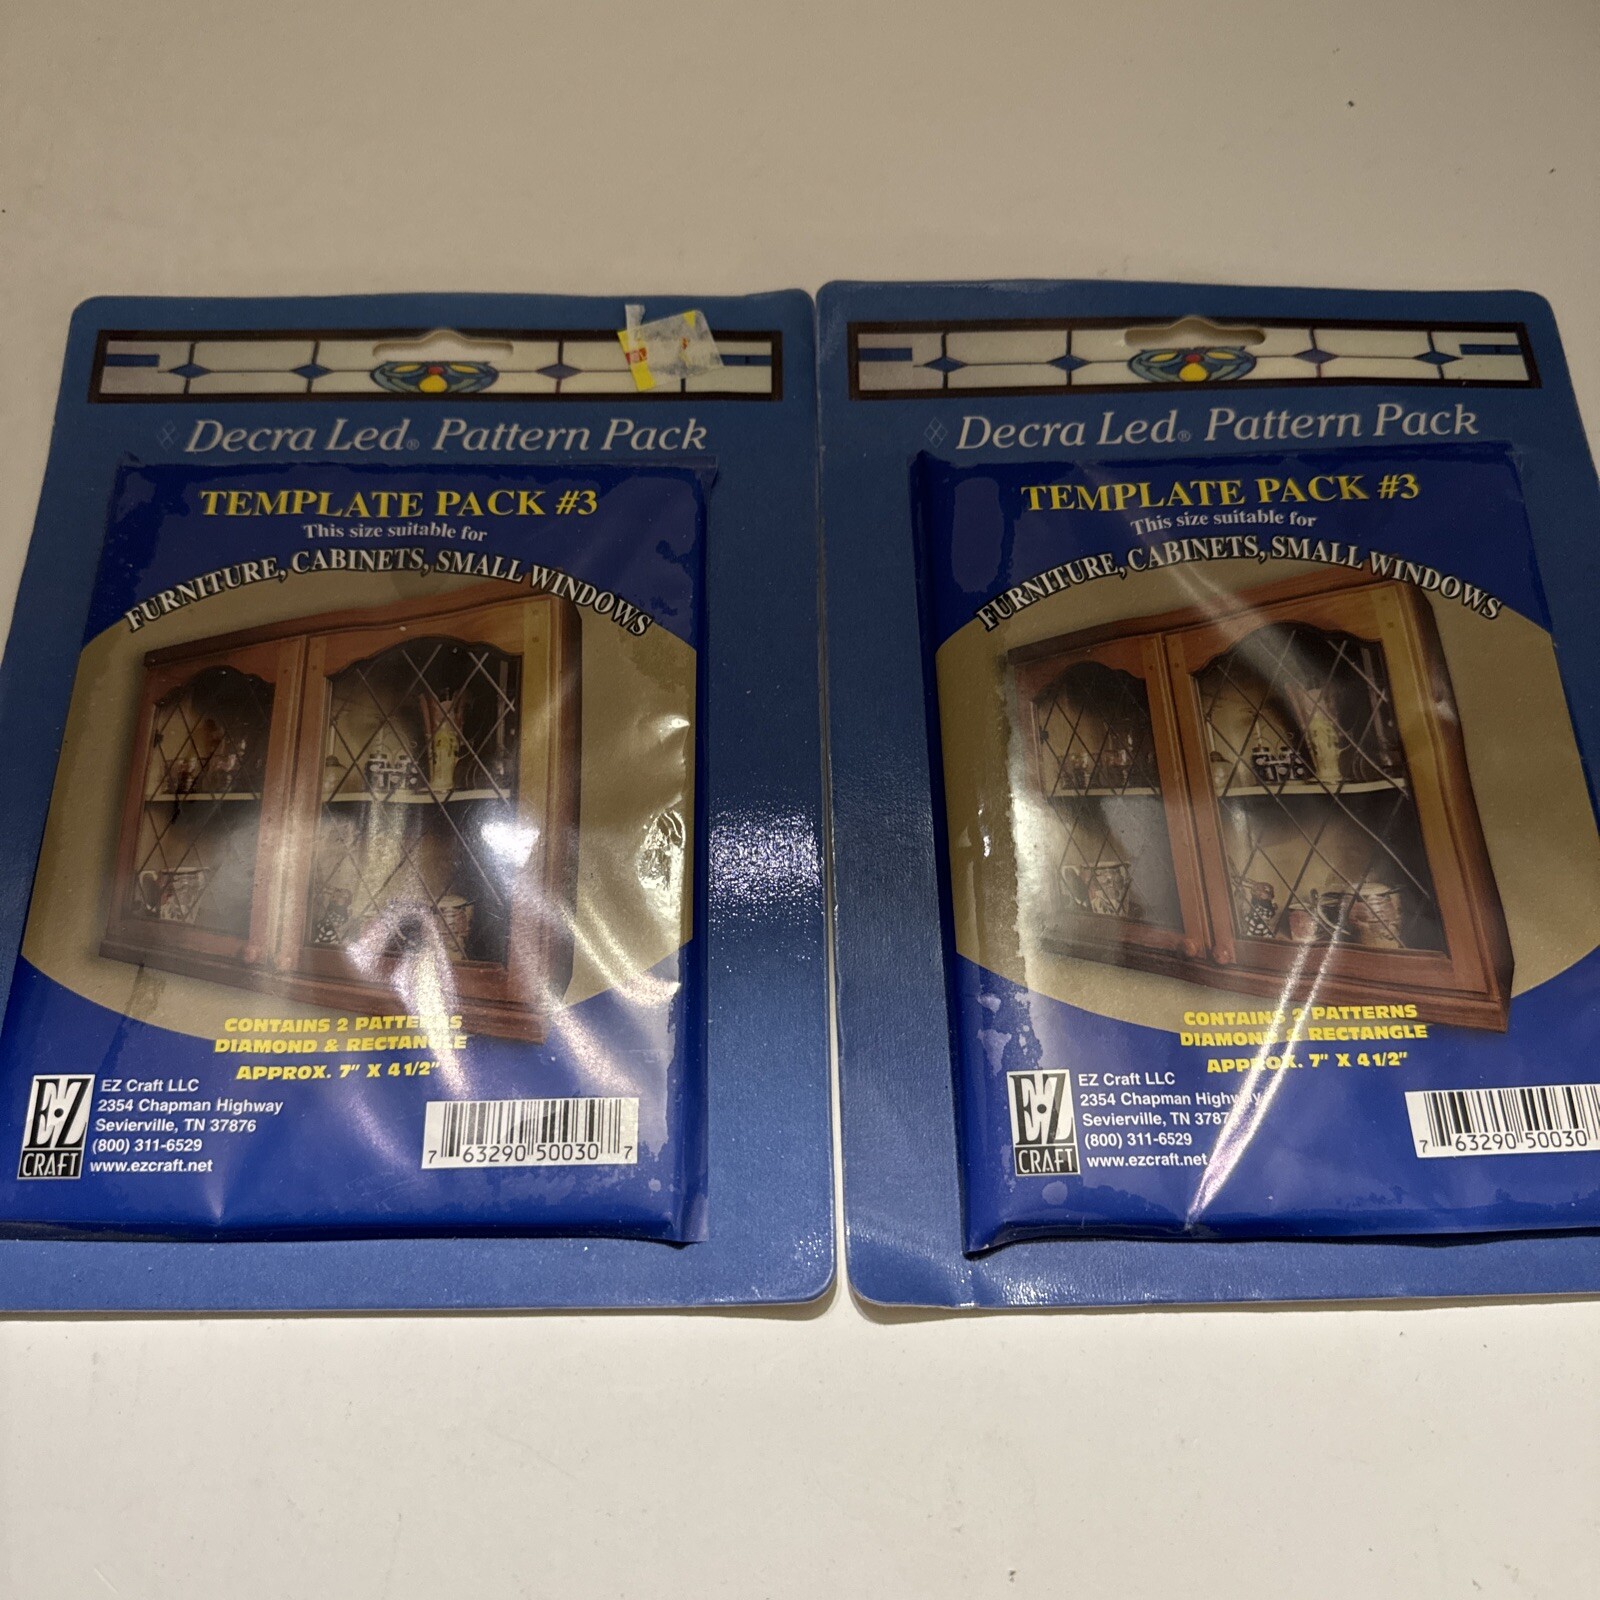 Decra Led® Pattern Pack
TEMPLATE PACK #3
This size suitable for
FURNITURE, CABINETS, SMALL WINDOWS
CONTAINS 2 PATTERNS
DIAMOND & RECTANGLE
APPROX. 7" X 4 1/2"
EZ CRAFT
EZ Craft LLC
2354 Chapman Highway
Sevierville, TN 37876
(800) 311-6529
www.ezcraft.net
7 63290 50030 7
Decra Led® Pattern Pack
TEMPLATE PACK #3
This size suitable for
FURNITURE, CABINETS, SMALL WINDOWS
CONTAINS 2 PATTERNS
DIAMOND & RECTANGLE
APPROX. 7" X 4 1/2"
EZ CRAFT
EZ Craft LLC
2354 Chapman Highway
Sevierville, TN 37876
(800) 311-6529
www.ezcraft.net
7 63290 50030